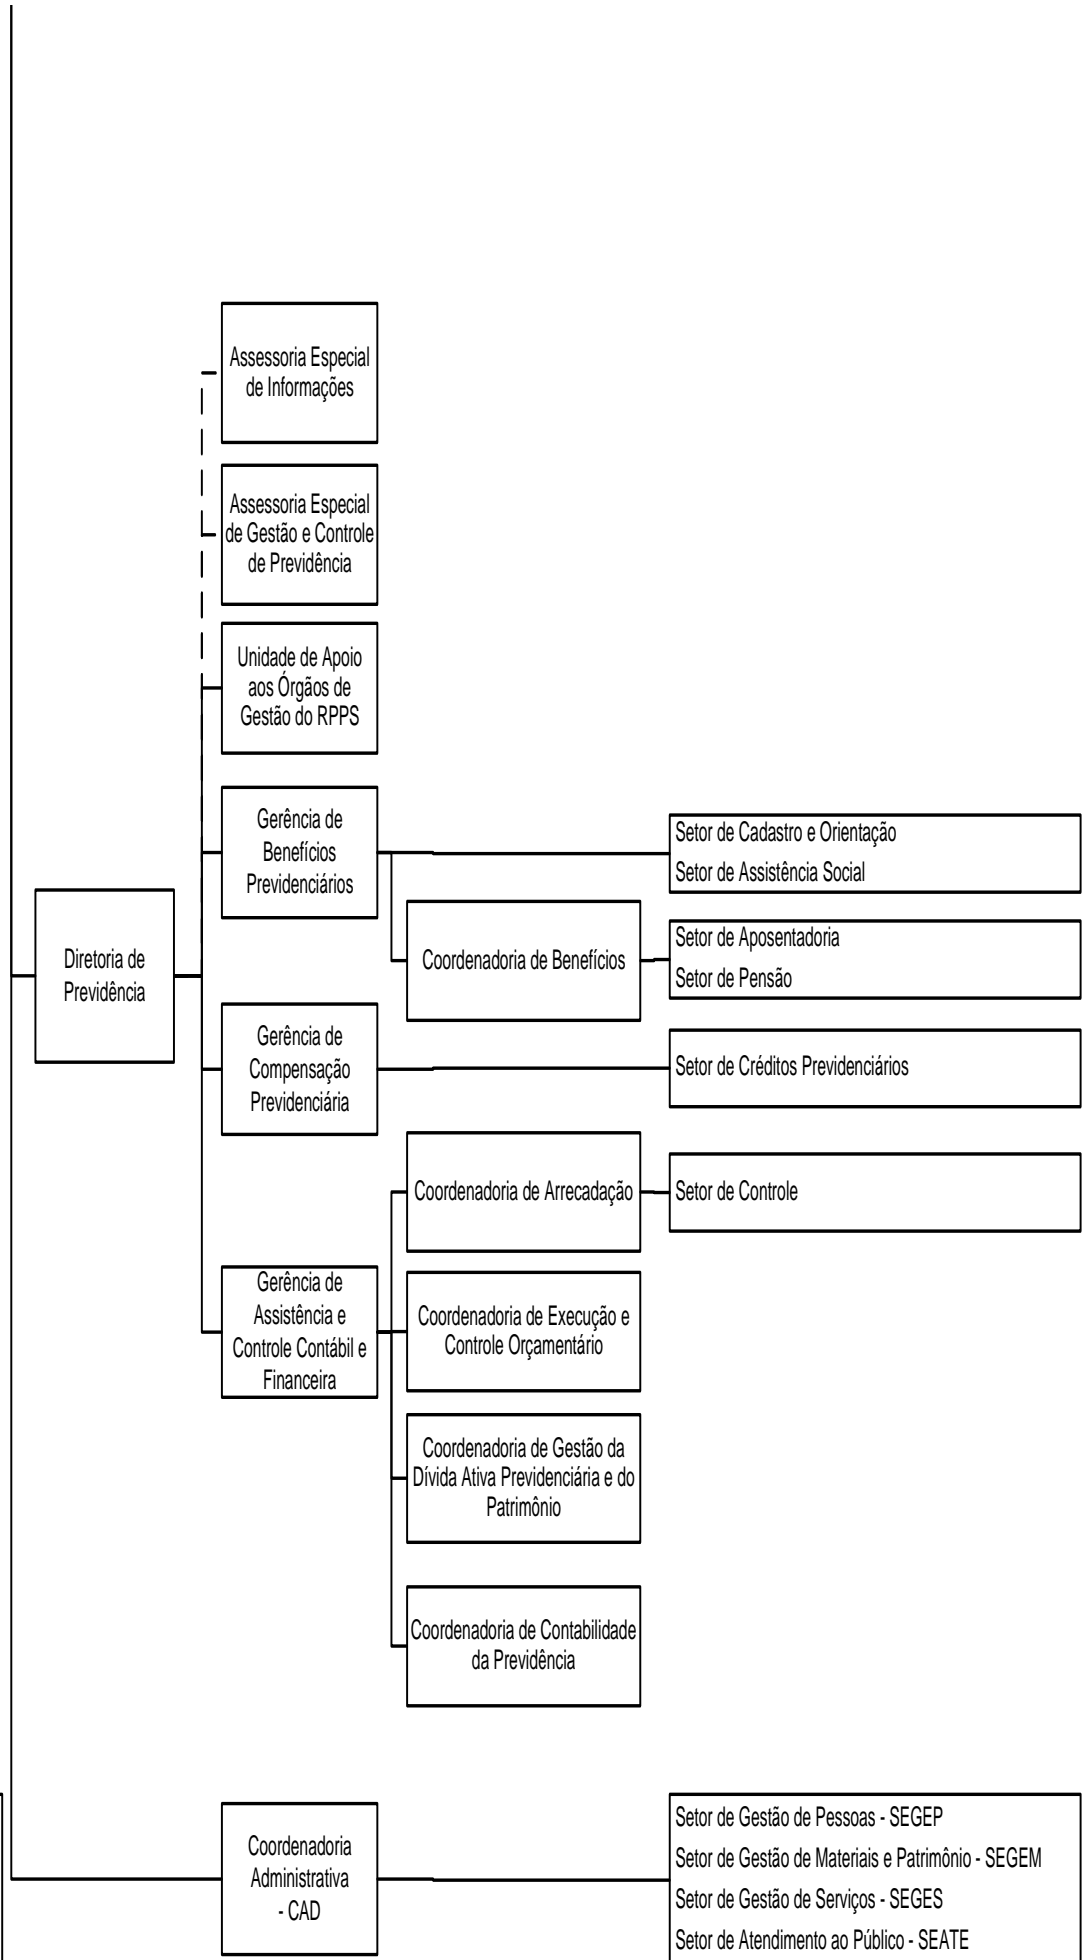 Assessoria Especial
de Informações
Assessoria Especial
de Gestão e Controle
de Previdência
Unidade de Apoio
aos Órgãos de
Gestão do RPPS
Gerência de
Benefícios
Previdenciários
Setor de Cadastro e Orientação
Setor de Assistência Social
Coordenadoria de Benefícios
Setor de Aposentadoria
Setor de Pensão
Diretoria de
Previdência
Gerência de
Compensação
Previdenciária
Setor de Créditos Previdenciários
Coordenadoria de Arrecadação
Setor de Controle
Gerência de
Assistência e
Controle Contábil e
Financeira
Coordenadoria de Execução e
Controle Orçamentário
Coordenadoria de Gestão da
Dívida Ativa Previdenciária e do
Patrimônio
Coordenadoria de Contabilidade
da Previdência
Coordenadoria
Administrativa
- CAD
Setor de Gestão de Pessoas - SEGEP
Setor de Gestão de Materiais e Patrimônio - SEGEM
Setor de Gestão de Serviços - SEGES
Setor de Atendimento ao Público - SEATE